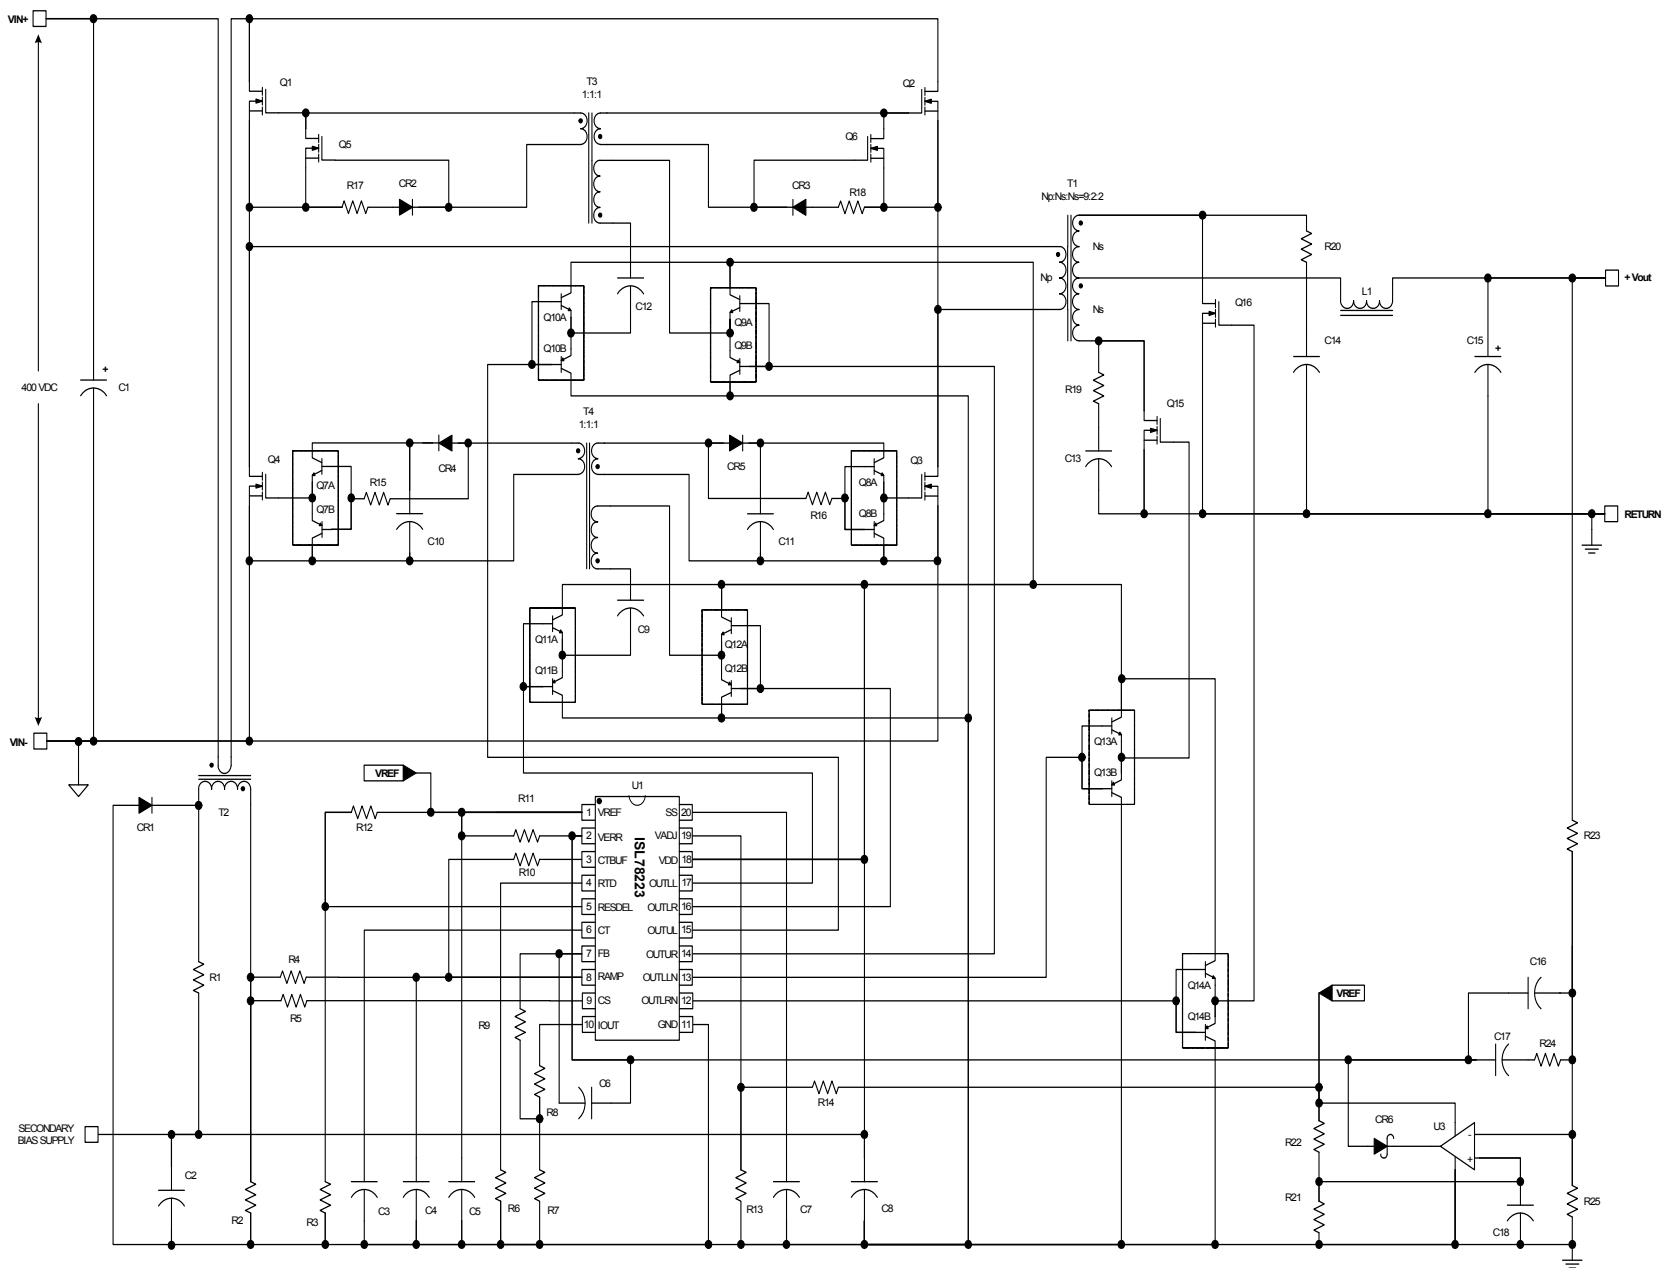 VIN+
Q1
T3
1:1:1
Q2
Q5
Q6
R17
CR2
CR3
R18
T1
Np:Ns:Ns=9:2:2
Ns
R20
Np
+ Vout
L1
Q10A
C12
Q9A
Ns
Q16
Q10B
Q9B
C14
C15
+
400 VDC
+
C1
R19
T4
1:1:1
Q15
Q4
CR4
CR5
Q3
C13
Q7A
R15
Q8A
Q7B
R16
Q8B
RETURN
C10
C11
Q11A
C9
Q12A
Q11B
Q12B
VIN-
Q13A
Q13B
VREF
U1
T2
CR1
R12
R11
R10
ISL78223
1 VREF
2 VERR
3 CTBUF
4 RTD
5 RESDEL
6 CT
7 FB
8 RAMP
9 CS
10 IOUT
SS 20
VADJ 19
VDD 18
OUTLL 17
OUTLR 16
OUTUL 15
OUTUR 14
OUTLLN 13
OUTLRN 12
GND 11
R23
R1
R4
R5
R9
Q14A
Q14B
VREF
C16
C17
R24
R8
C6
R14
SECONDARY
BIAS SUPPLY
R22
CR6
U3
-
+
C2
R2
R3
C3
C4
C5
R6
R7
R13
C7
C8
R21
C18
R25